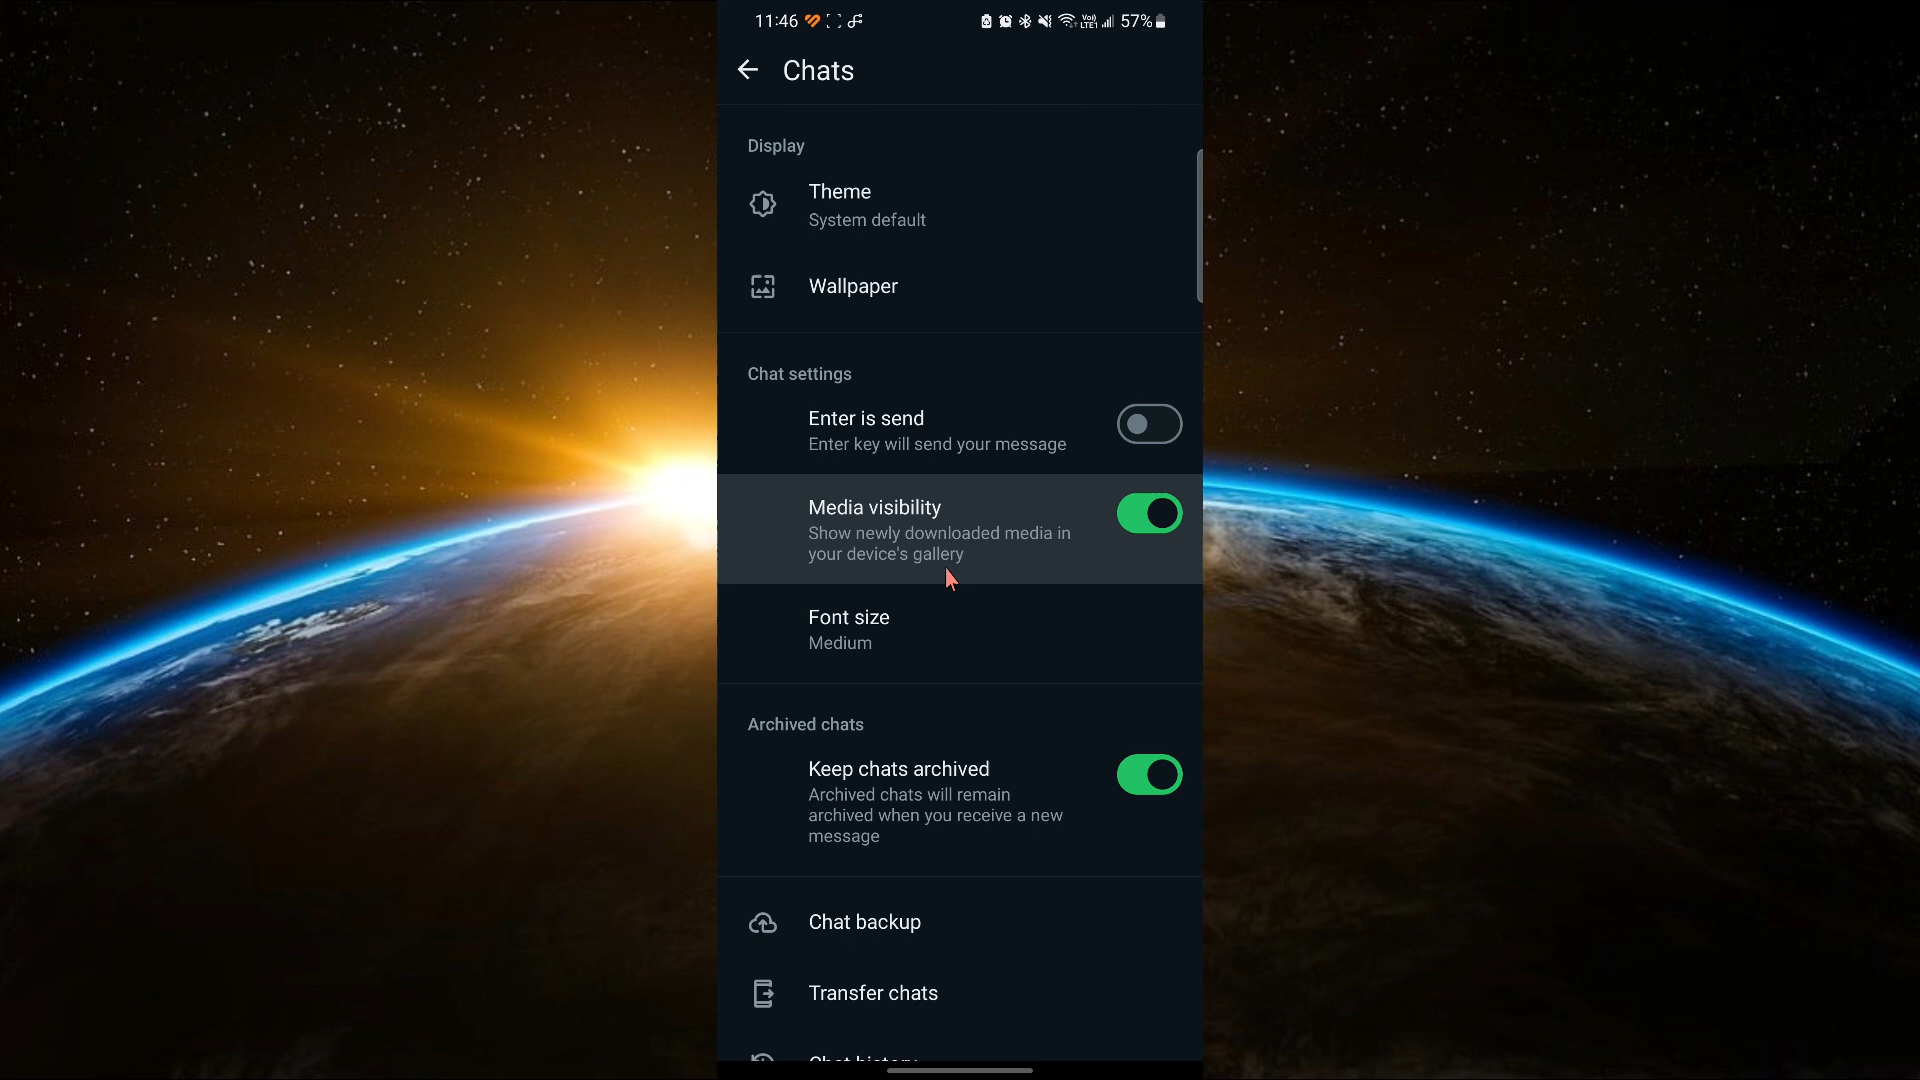 11:46 57%
Chats
Display
Theme
System default
Wallpaper
Chat settings
Enter is send
Enter key will send your message
Media visibility
Show newly downloaded media in
your device's gallery
Font size
Medium
Archived chats
Keep chats archived
Archived chats will remain
archived when you receive a new
message
Chat backup
Transfer chats
Chat history